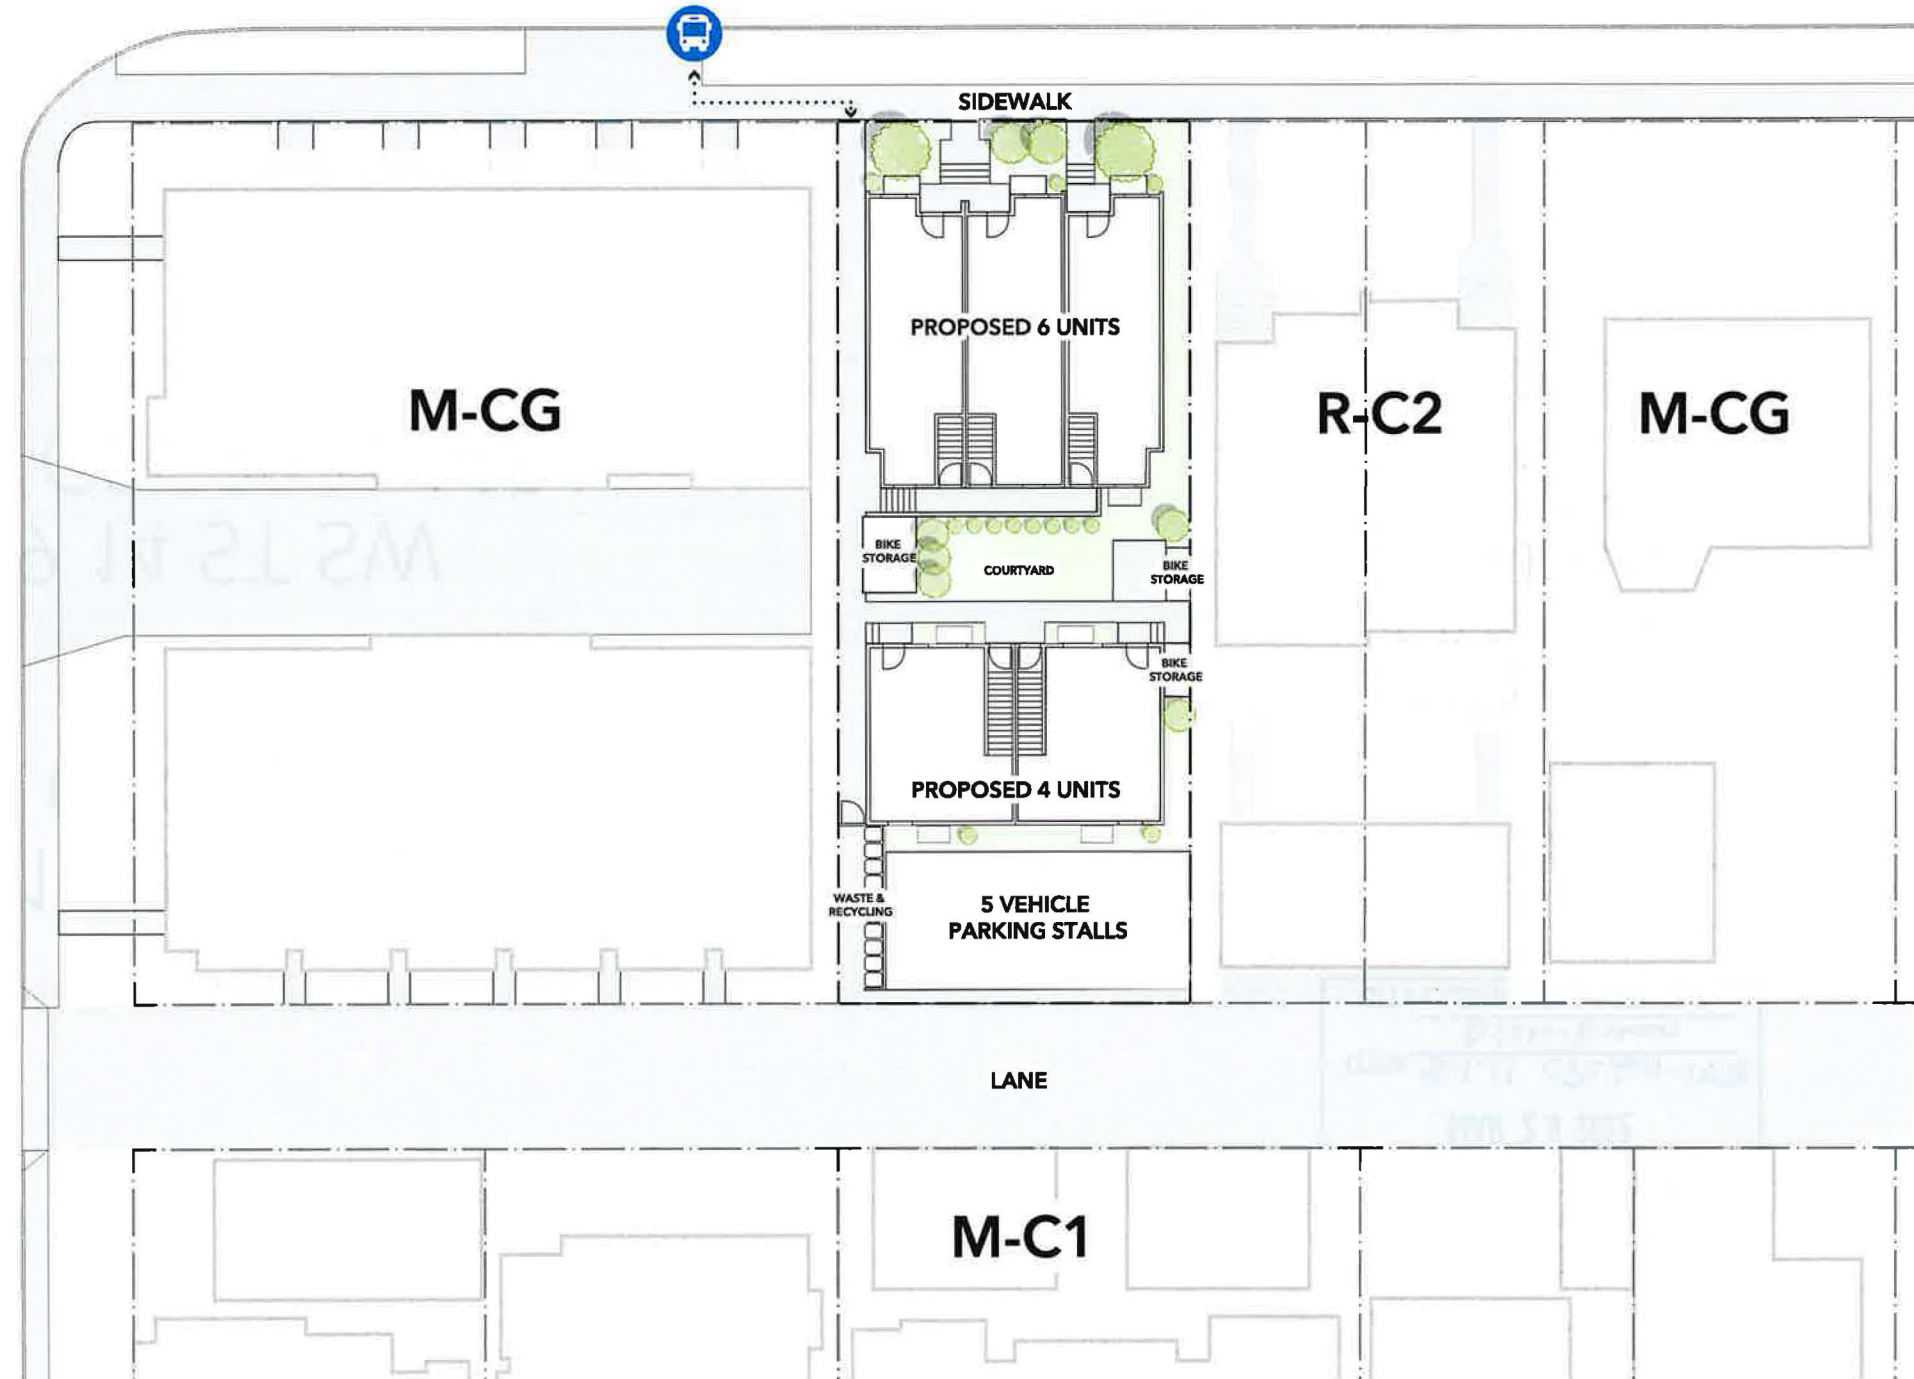 SIDEWALK
PROPOSED 6 UNITS
M-CG
R-C2
M-CG
BIKE
STORAGE
COURTYARD
BIKE
STORAGE
BIKE
STORAGE
PROPOSED 4 UNITS
WASTE &
RECYCLING
5 VEHICLE
PARKING STALLS
LANE
M-C1